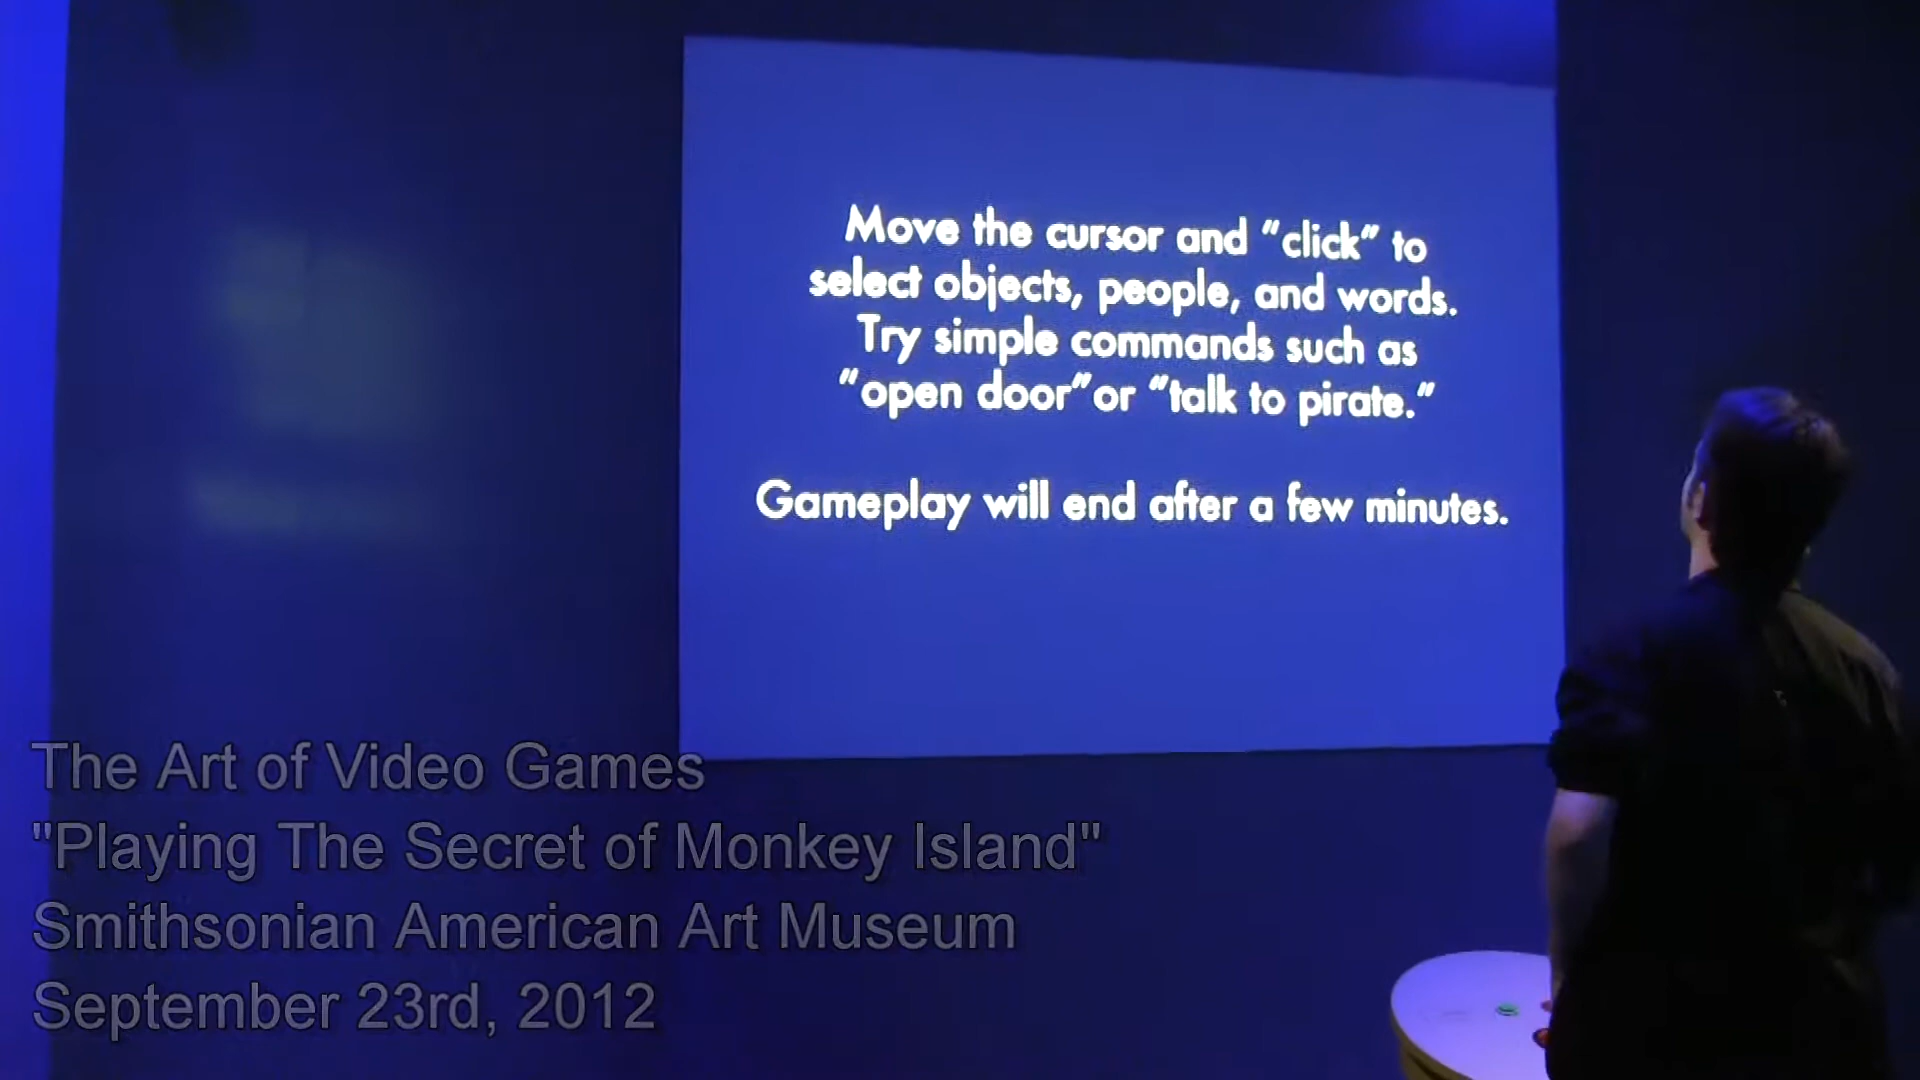 Move the cursor and “click” to
select objects, people, and words.
Try simple commands such as
“open door”or “talk to pirate.”
Gameplay will end after a few minutes.
The Art of Video Games
"Playing The Secret of Monkey Island"
Smithsonian American Art Museum
September 23rd, 2012